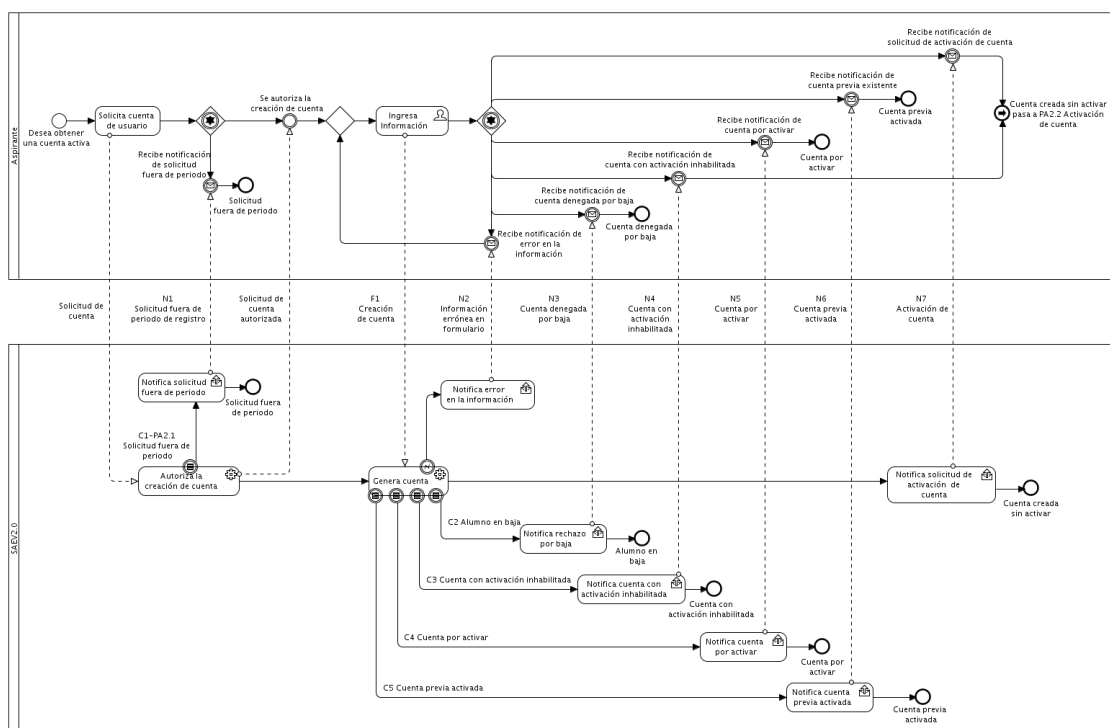 Aspirante
Desea obtener
una cuenta activa
Solicita cuenta
de usuario
Recibe notificación
de solicitud
fuera de periodo
Solicitud
fuera de periodo
Se autoriza la
creación de cuenta
Ingresa
Información
Recibe notificación de
solicitud de activación de cuenta
Recibe notificación de
cuenta previa existente
Cuenta previa
activada
Cuenta creada sin activar
pasa a PA2.2 Activación
de cuenta
Recibe notificación de
cuenta por activar
Cuenta por
activar
Recibe notificación de
cuenta con activación inhabilitada
Recibe notificación de
cuenta denegada por baja
Cuenta denegada
por baja
Recibe notificación de
error en la
información
Solicitud de
cuenta
N1
Solicitud fuera de
periodo de registro
Solicitud de
cuenta
autorizada
F1
Creación
de cuenta
N2
Información
errónea en
formulario
N3
Cuenta denegada
por baja
N4
Cuenta con
activación
inhabilitada
N5
Cuenta por
activar
N6
Cuenta previa
activada
N7
Activación de
cuenta
SAEV2.0
Notifica solicitud
fuera de periodo
Solicitud fuera
de periodo
C1-PA2.1
Solicitud fuera de
periodo
Autoriza la
creación de cuenta
Notifica error
en la información
Genera cuenta
Notifica solicitud de
activación de
cuenta
Cuenta creada
sin activar
C2 Alumno en baja
Notifica rechazo
por baja
Alumno en
baja
C3 Cuenta con activación inhabilitada
Notifica cuenta con
activación inhabilitada
Cuenta con
activación inhabilitada
C4 Cuenta por activar
Notifica cuenta
por activar
Cuenta por
activar
C5 Cuenta previa activada
Notifica cuenta
previa activada
Cuenta previa
activada